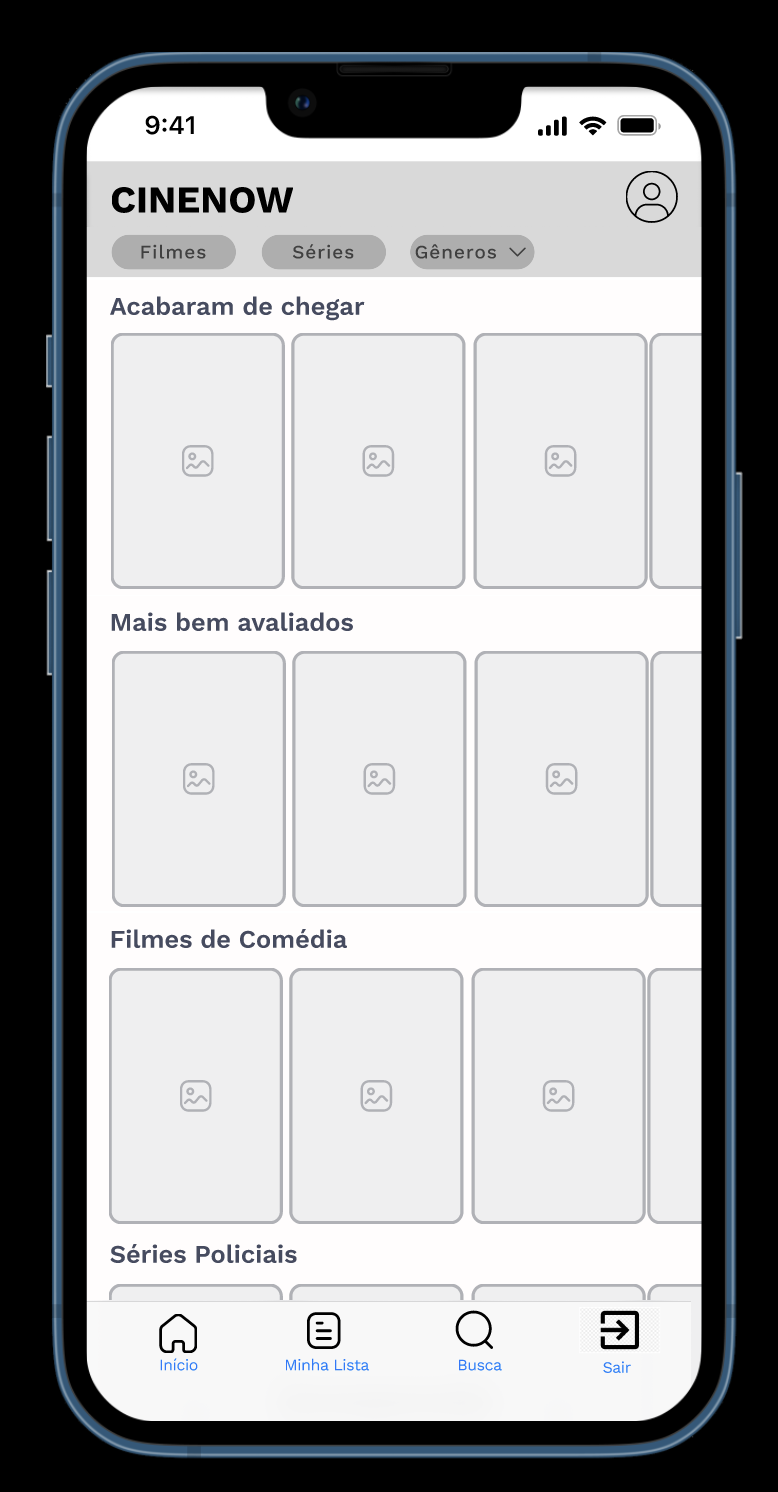 9:41
CINENOW
Filmes Séries Gêneros
Acabaram de chegar
Mais bem avaliados
Filmes de Comédia
Séries Policiais
Início Minha Lista Busca Sair